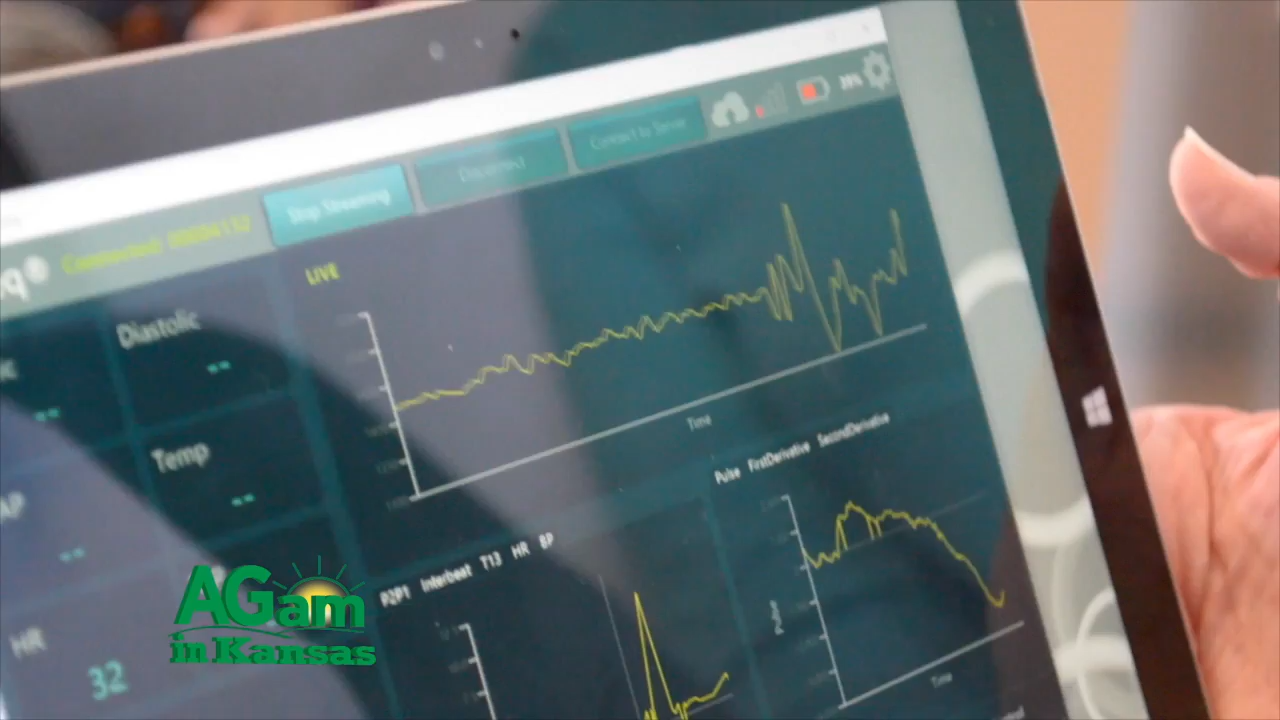 28%
Connect to Server
Disconnect
Stop Streaming
Connected:
LIVE
Diastolic
--
--
Temp
--
Time
Pulse FirstDerivative SecondDerivative
--
P2P1 Interbeat T13 HR BP
Pulse
Time
HR
32
AGam
in Kansas